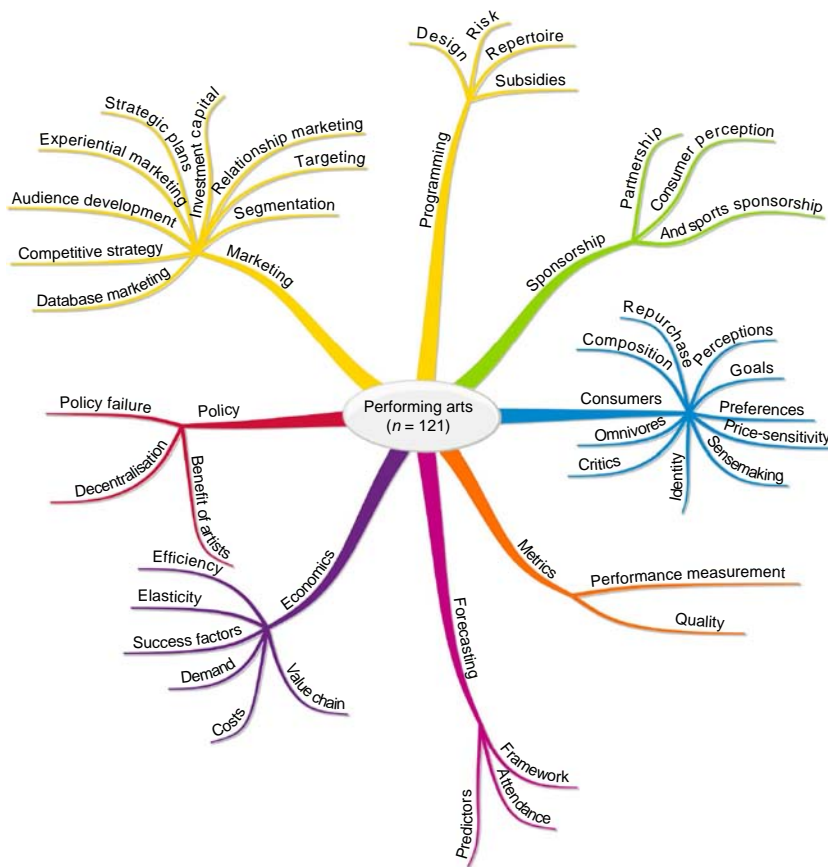 Performing arts
(n = 121)
Programming
Design
Risk
Repertoire
Subsidies
Sponsorship
Partnership
Consumer perception
And sports sponsorship
Consumers
Repurchase
Composition
Perceptions
Goals
Preferences
Price-sensitivity
Sensemaking
Identity
Critics
Omnivores
Metrics
Performance measurement
Quality
Forecasting
Framework
Attendance
Predictors
Economics
Efficiency
Elasticity
Success factors
Demand
Costs
Value chain
Policy
Policy failure
Decentralisation
Benefit of artists
Marketing
Database marketing
Competitive strategy
Audience development
Experiential marketing
Strategic plans
Investment capital
Relationship marketing
Targeting
Segmentation